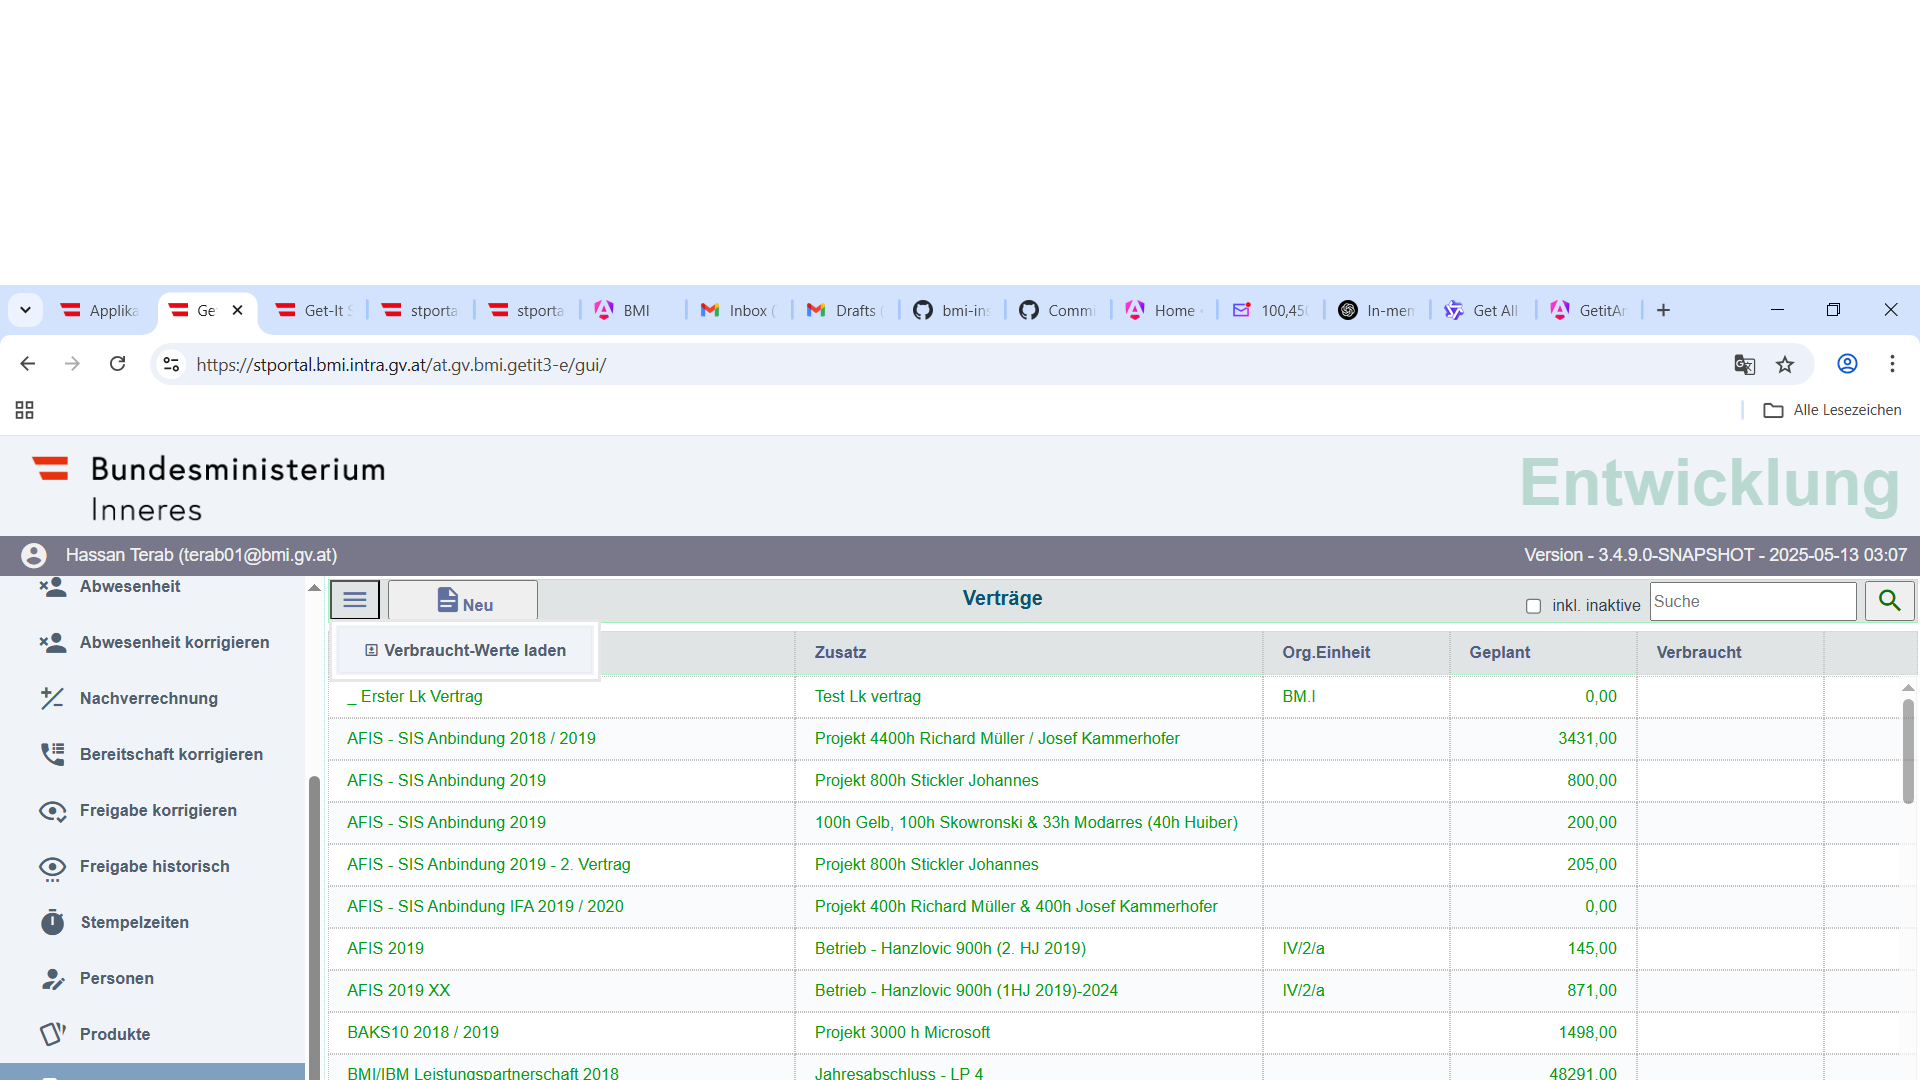 Applika
Ge
Get-It S
stporta
stporta
BMI
Inbox (
Drafts (
bmi-ins
Commi
Home
100,450
In-mem
Get All
GetitAn
https://stportal.bmi.intra.gv.at/at.gv.bmi.getit3-e/gui/
Alle Lesezeichen
Bundesministerium
Inneres
Entwicklung
Hassan Terab (terab01@bmi.gv.at)
Version - 3.4.9.0-SNAPSHOT - 2025-05-13 03:07
Abwesenheit
Abwesenheit korrigieren
Nachverrechnung
Bereitschaft korrigieren
Freigabe korrigieren
Freigabe historisch
Stempelzeiten
Personen
Produkte
Neu
Verträge
inkl. inaktive
Suche
Verbraucht-Werte laden
Zusatz Org.Einheit Geplant Verbraucht
_ Erster Lk Vertrag Test Lk vertrag BM.I 0,00
AFIS - SIS Anbindung 2018 / 2019 Projekt 4400h Richard Müller / Josef Kammerhofer 3431,00
AFIS - SIS Anbindung 2019 Projekt 800h Stickler Johannes 800,00
AFIS - SIS Anbindung 2019 100h Gelb, 100h Skowronski & 33h Modarres (40h Huiber) 200,00
AFIS - SIS Anbindung 2019 - 2. Vertrag Projekt 800h Stickler Johannes 205,00
AFIS - SIS Anbindung IFA 2019 / 2020 Projekt 400h Richard Müller & 400h Josef Kammerhofer 0,00
AFIS 2019 Betrieb - Hanzlovic 900h (2. HJ 2019) IV/2/a 145,00
AFIS 2019 XX Betrieb - Hanzlovic 900h (1HJ 2019)-2024 IV/2/a 871,00
BAKS10 2018 / 2019 Projekt 3000 h Microsoft 1498,00
BMI/IBM Leistungspartnerschaft 2018 Jahresabschluss - LP 4 48291,00